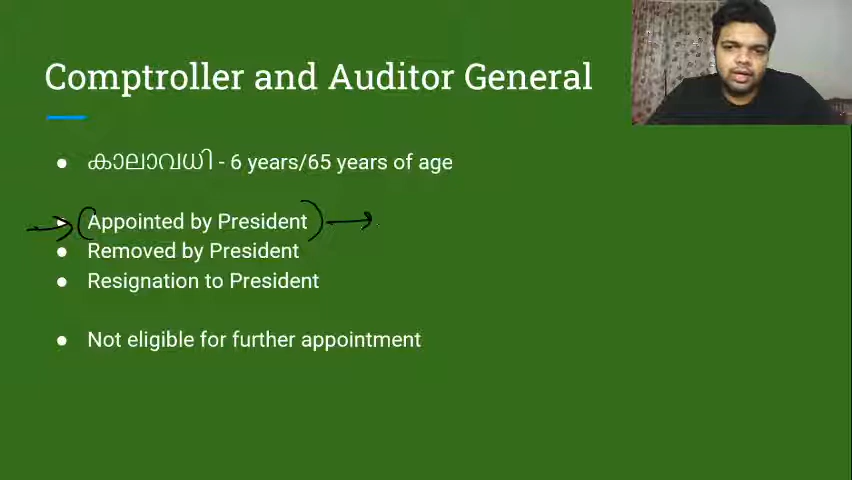 Comptroller and Auditor General
കാലാവധി - 6 years/65 years of age
Appointed by President
Removed by President
Resignation to President
Not eligible for further appointment